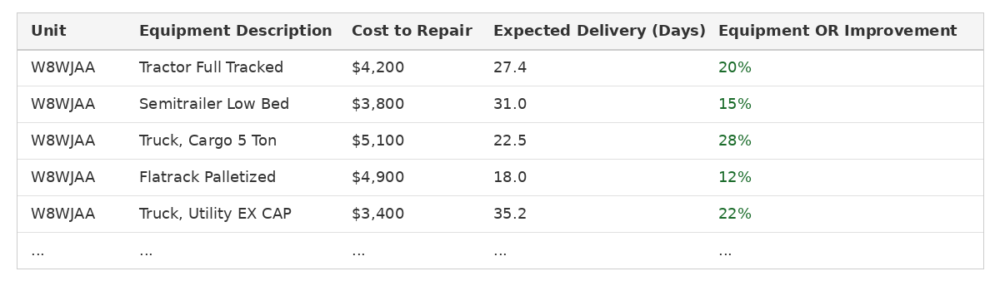 Unit Equipment Description Cost to Repair Expected Delivery (Days) Equipment OR Improvement
W8WJAA Tractor Full Tracked $4,200 27.4 20%
W8WJAA Semitrailer Low Bed $3,800 31.0 15%
W8WJAA Truck, Cargo 5 Ton $5,100 22.5 28%
W8WJAA Flatrack Palletized $4,900 18.0 12%
W8WJAA Truck, Utility EX CAP $3,400 35.2 22%
... ... ... ... ...